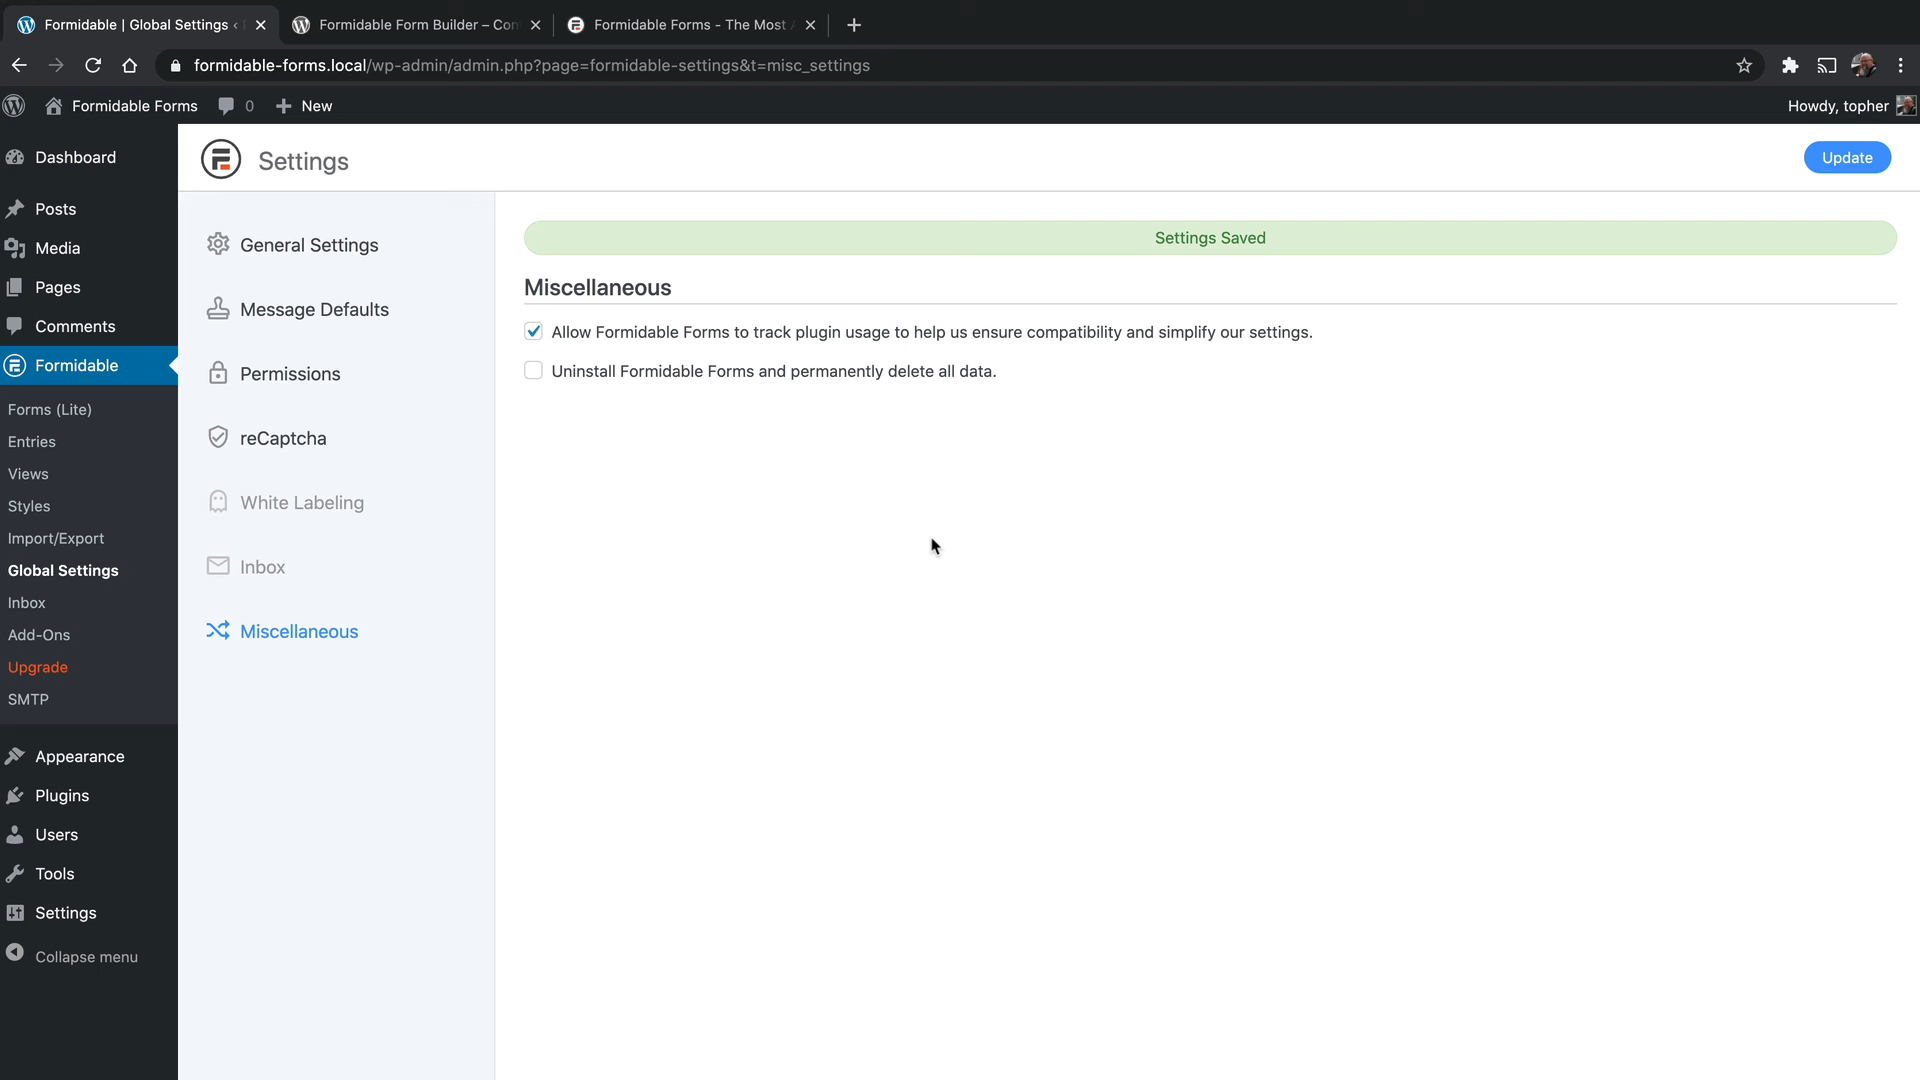 Formidable | Global Settings ‹
Formidable Form Builder – Con
Formidable Forms - The Most
formidable-forms.local/wp-admin/admin.php?page=formidable-settings&t=misc_settings
Formidable Forms
0
New
Howdy, topher
Dashboard
Posts
Media
Pages
Comments
Formidable
Forms (Lite)
Entries
Views
Styles
Import/Export
Global Settings
Inbox
Add-Ons
Upgrade
SMTP
Appearance
Plugins
Users
Tools
Settings
Collapse menu
Settings
Update
General Settings
Message Defaults
Permissions
reCaptcha
White Labeling
Inbox
Miscellaneous
Settings Saved
Miscellaneous
Allow Formidable Forms to track plugin usage to help us ensure compatibility and simplify our settings.
Uninstall Formidable Forms and permanently delete all data.